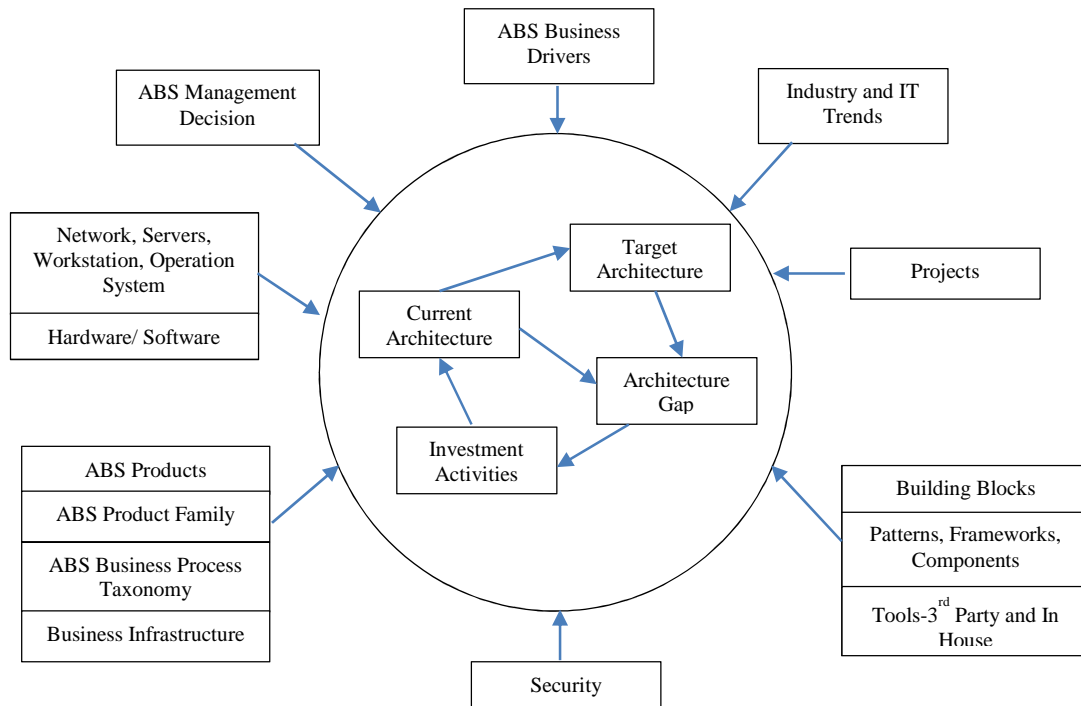 ABS Business
Drivers
ABS Management
Decision
Industry and IT
Trends
Network, Servers,
Workstation, Operation
System
Hardware/ Software
Target
Architecture
Projects
Current
Architecture
Architecture
Gap
Investment
Activities
ABS Products
ABS Product Family
ABS Business Process
Taxonomy
Business Infrastructure
Building Blocks
Patterns, Frameworks,
Components
Tools-3rd Party and In
House
Security